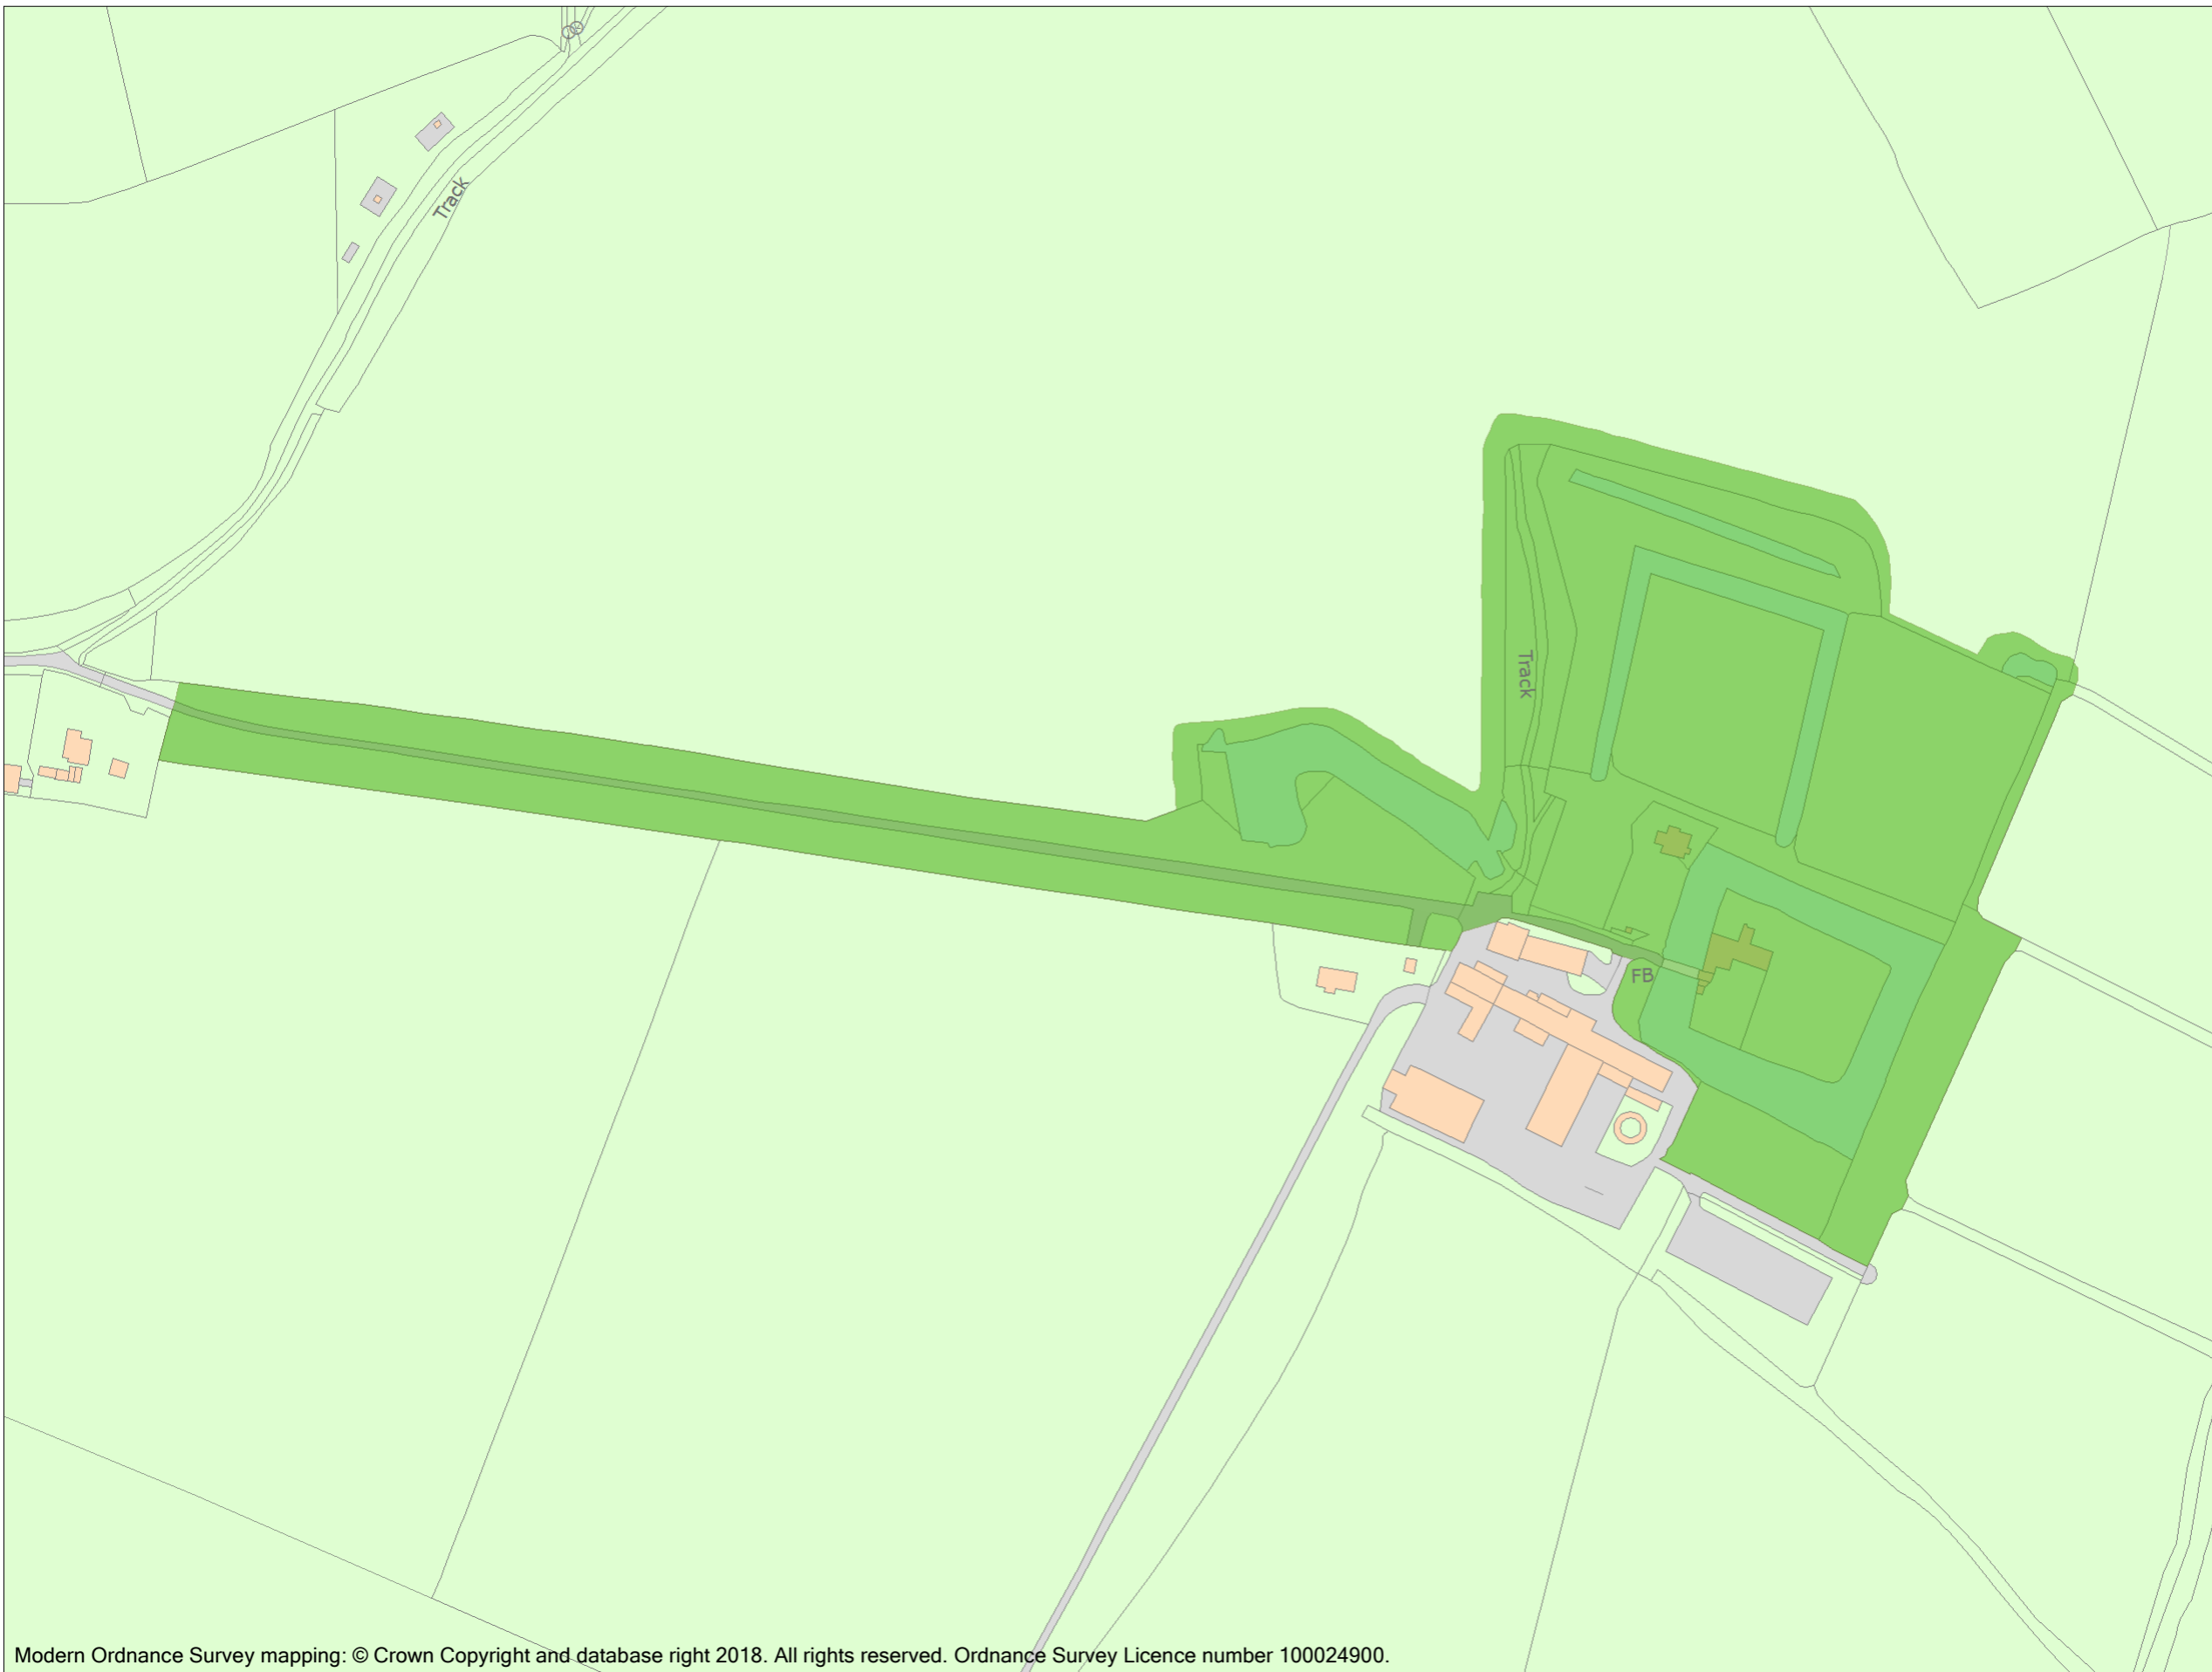 Track
Track
FB
Modern Ordnance Survey mapping: © Crown Copyright and database right 2018. All rights reserved. Ordnance Survey Licence number 100024900.